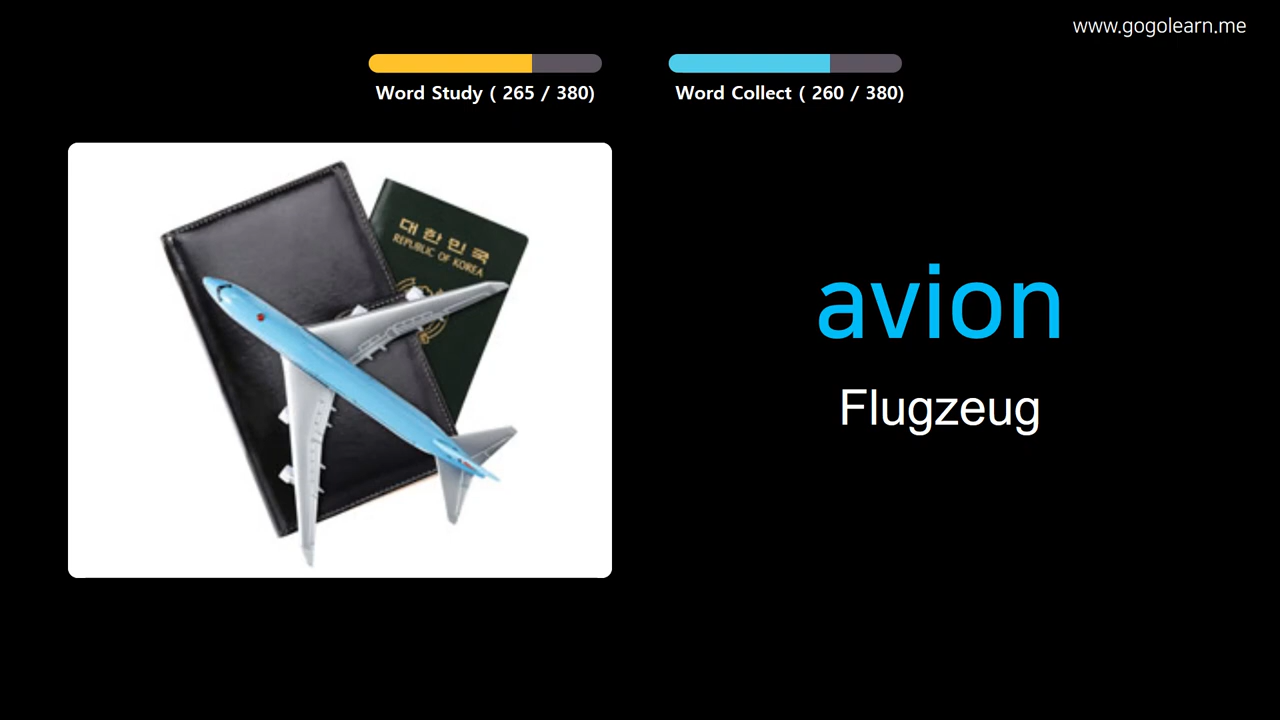 www.gogolearn.me
Word Study ( 265 / 380)
Word Collect ( 260 / 380)
대한민국
REPUBLIC OF KOREA
avion
Flugzeug